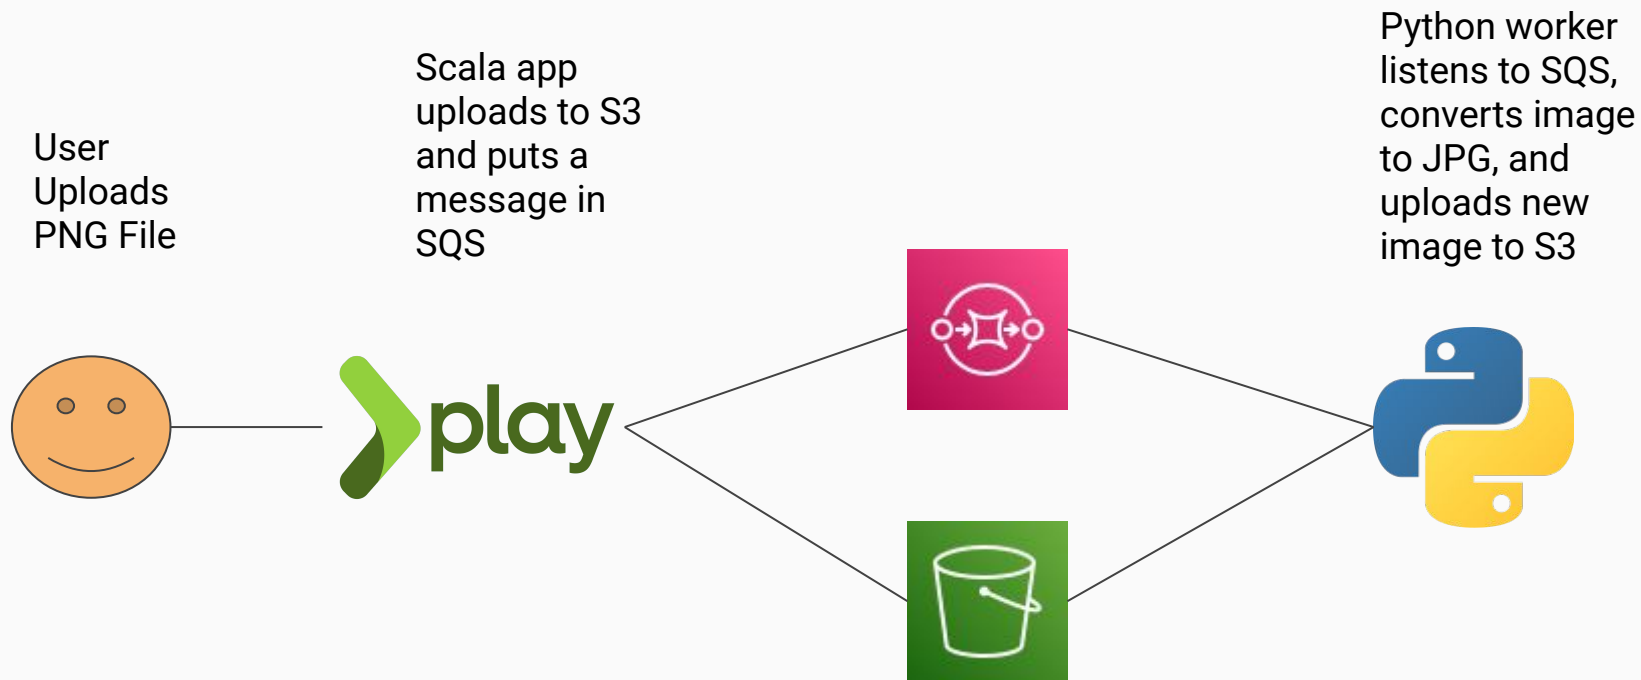 User
Uploads
PNG File
Scala app
uploads to S3
and puts a
message in
SQS
play
Python worker
listens to SQS,
converts image
to JPG, and
uploads new
image to S3